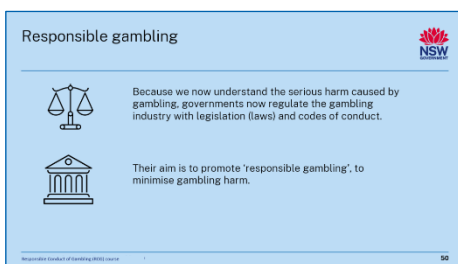 Responsible gambling
NSW
GOVERNMENT
Because we now understand the serious harm caused by
gambling, governments now regulate the gambling
industry with legislation (laws) and codes of conduct.
Their aim is to promote ‘responsible gambling’, to
minimise gambling harm.
Responsible Conduct of Gambling (RCG) course
50